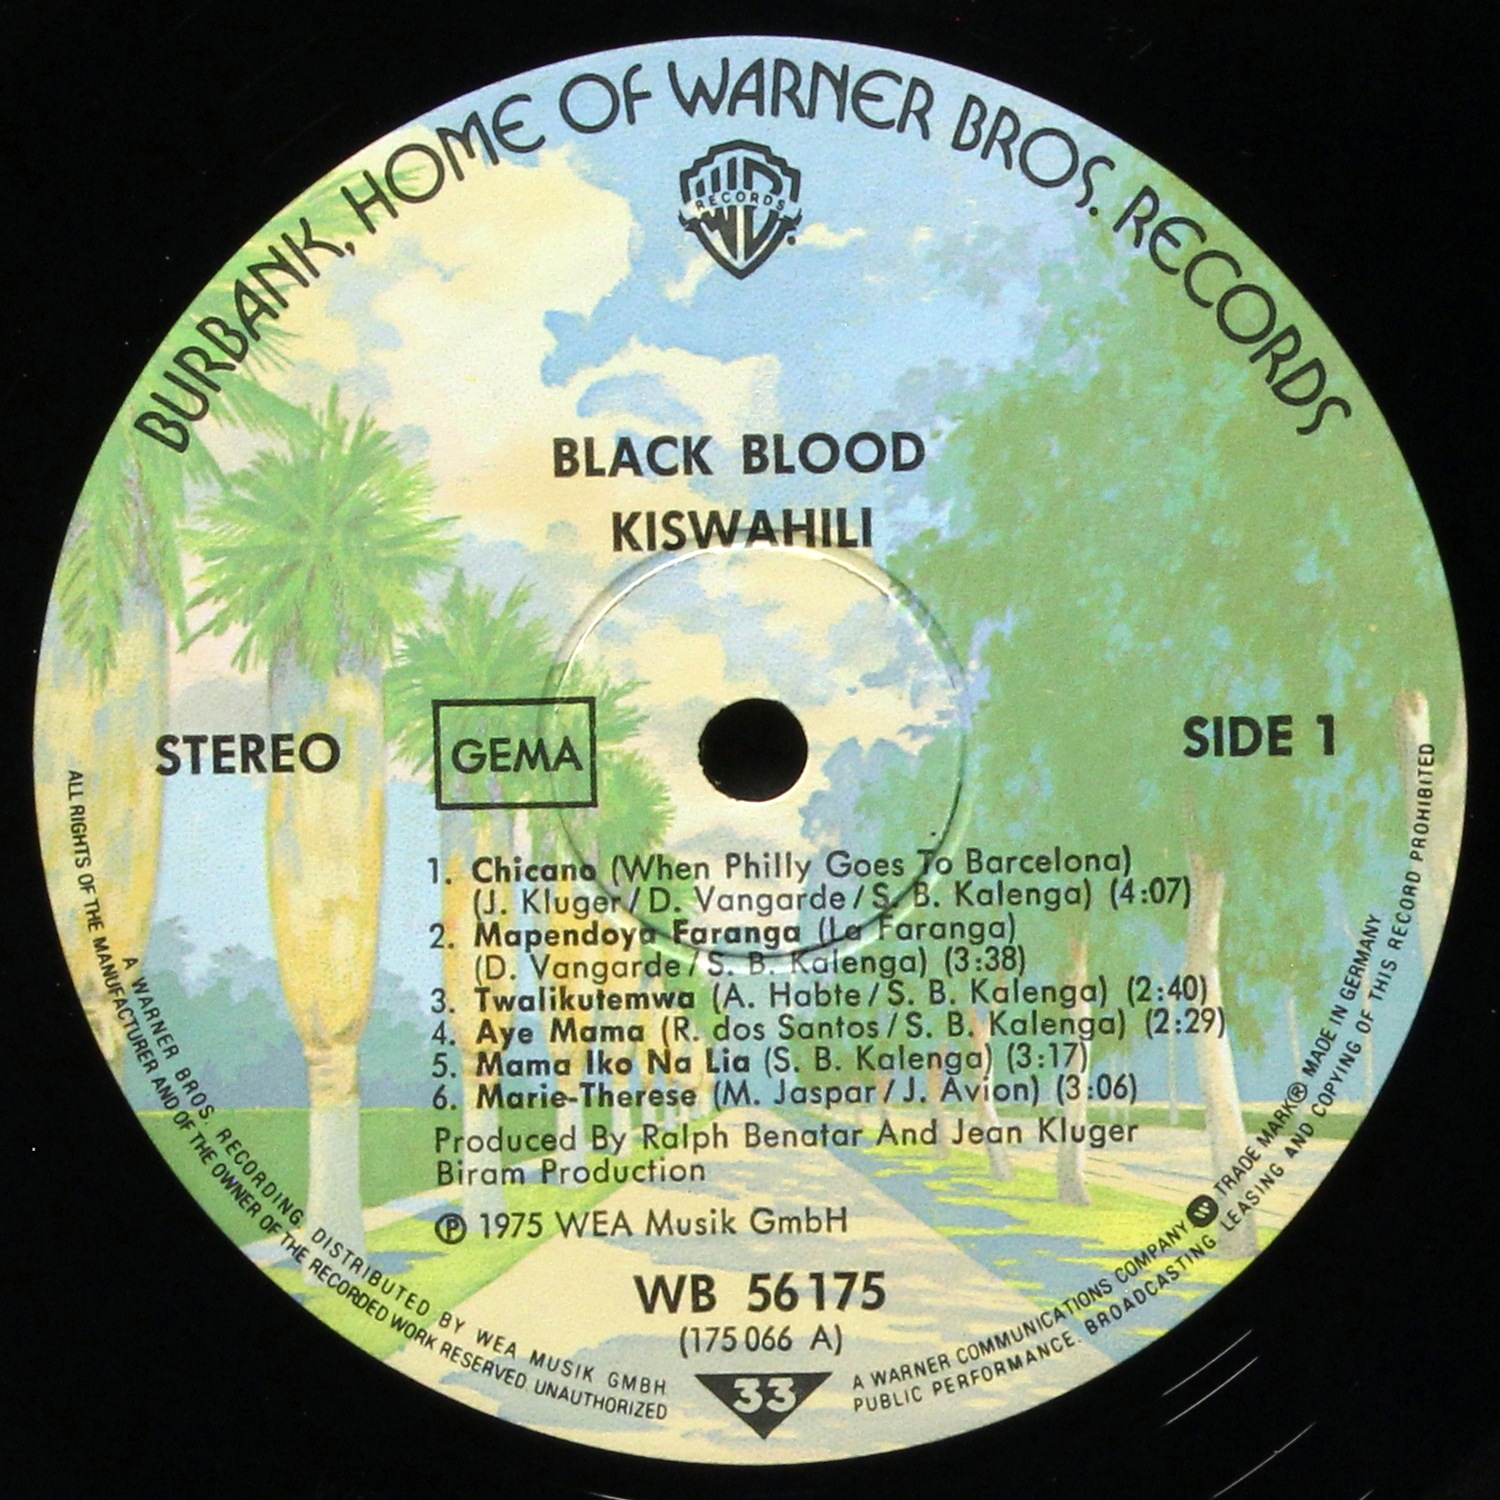 BURBANK, HOME OF WARNER BROS. RECORDS
RECORDS
BLACK BLOOD
KISWAHILI
STEREO
GEMA
SIDE 1
1. Chicano (When Philly Goes To Barcelona)
(J. Kluger/D. Vangarde/S. B. Kalenga) (4:07)
2. Mapendoya Faranga (La Faranga)
(D. Vangarde/S. B. Kalenga) (3:38)
3. Twalikutemwa (A. Habte/S. B. Kalenga) (2:40)
4. Aye Mama (R. dos Santos/S. B. Kalenga) (2:29)
5. Mama Iko Na Lia (S. B. Kalenga) (3:17)
6. Marie-Therese (M. Jaspar/J. Avion) (3:06)
Produced By Ralph Benatar And Jean Kluger
Biram Production
℗ 1975 WEA Musik GmbH
WB 56175
(175 066 A)
33
A WARNER BROS. RECORDING. DISTRIBUTED BY WEA MUSIK GMBH A WARNER COMMUNICATIONS COMPANY W TRADE MARK® MADE IN GERMANY
ALL RIGHTS OF THE MANUFACTURER AND OF THE OWNER OF THE RECORDED WORK RESERVED. UNAUTHORIZED PUBLIC PERFORMANCE. BROADCASTING. LEASING AND COPYING OF THIS RECORD PROHIBITED